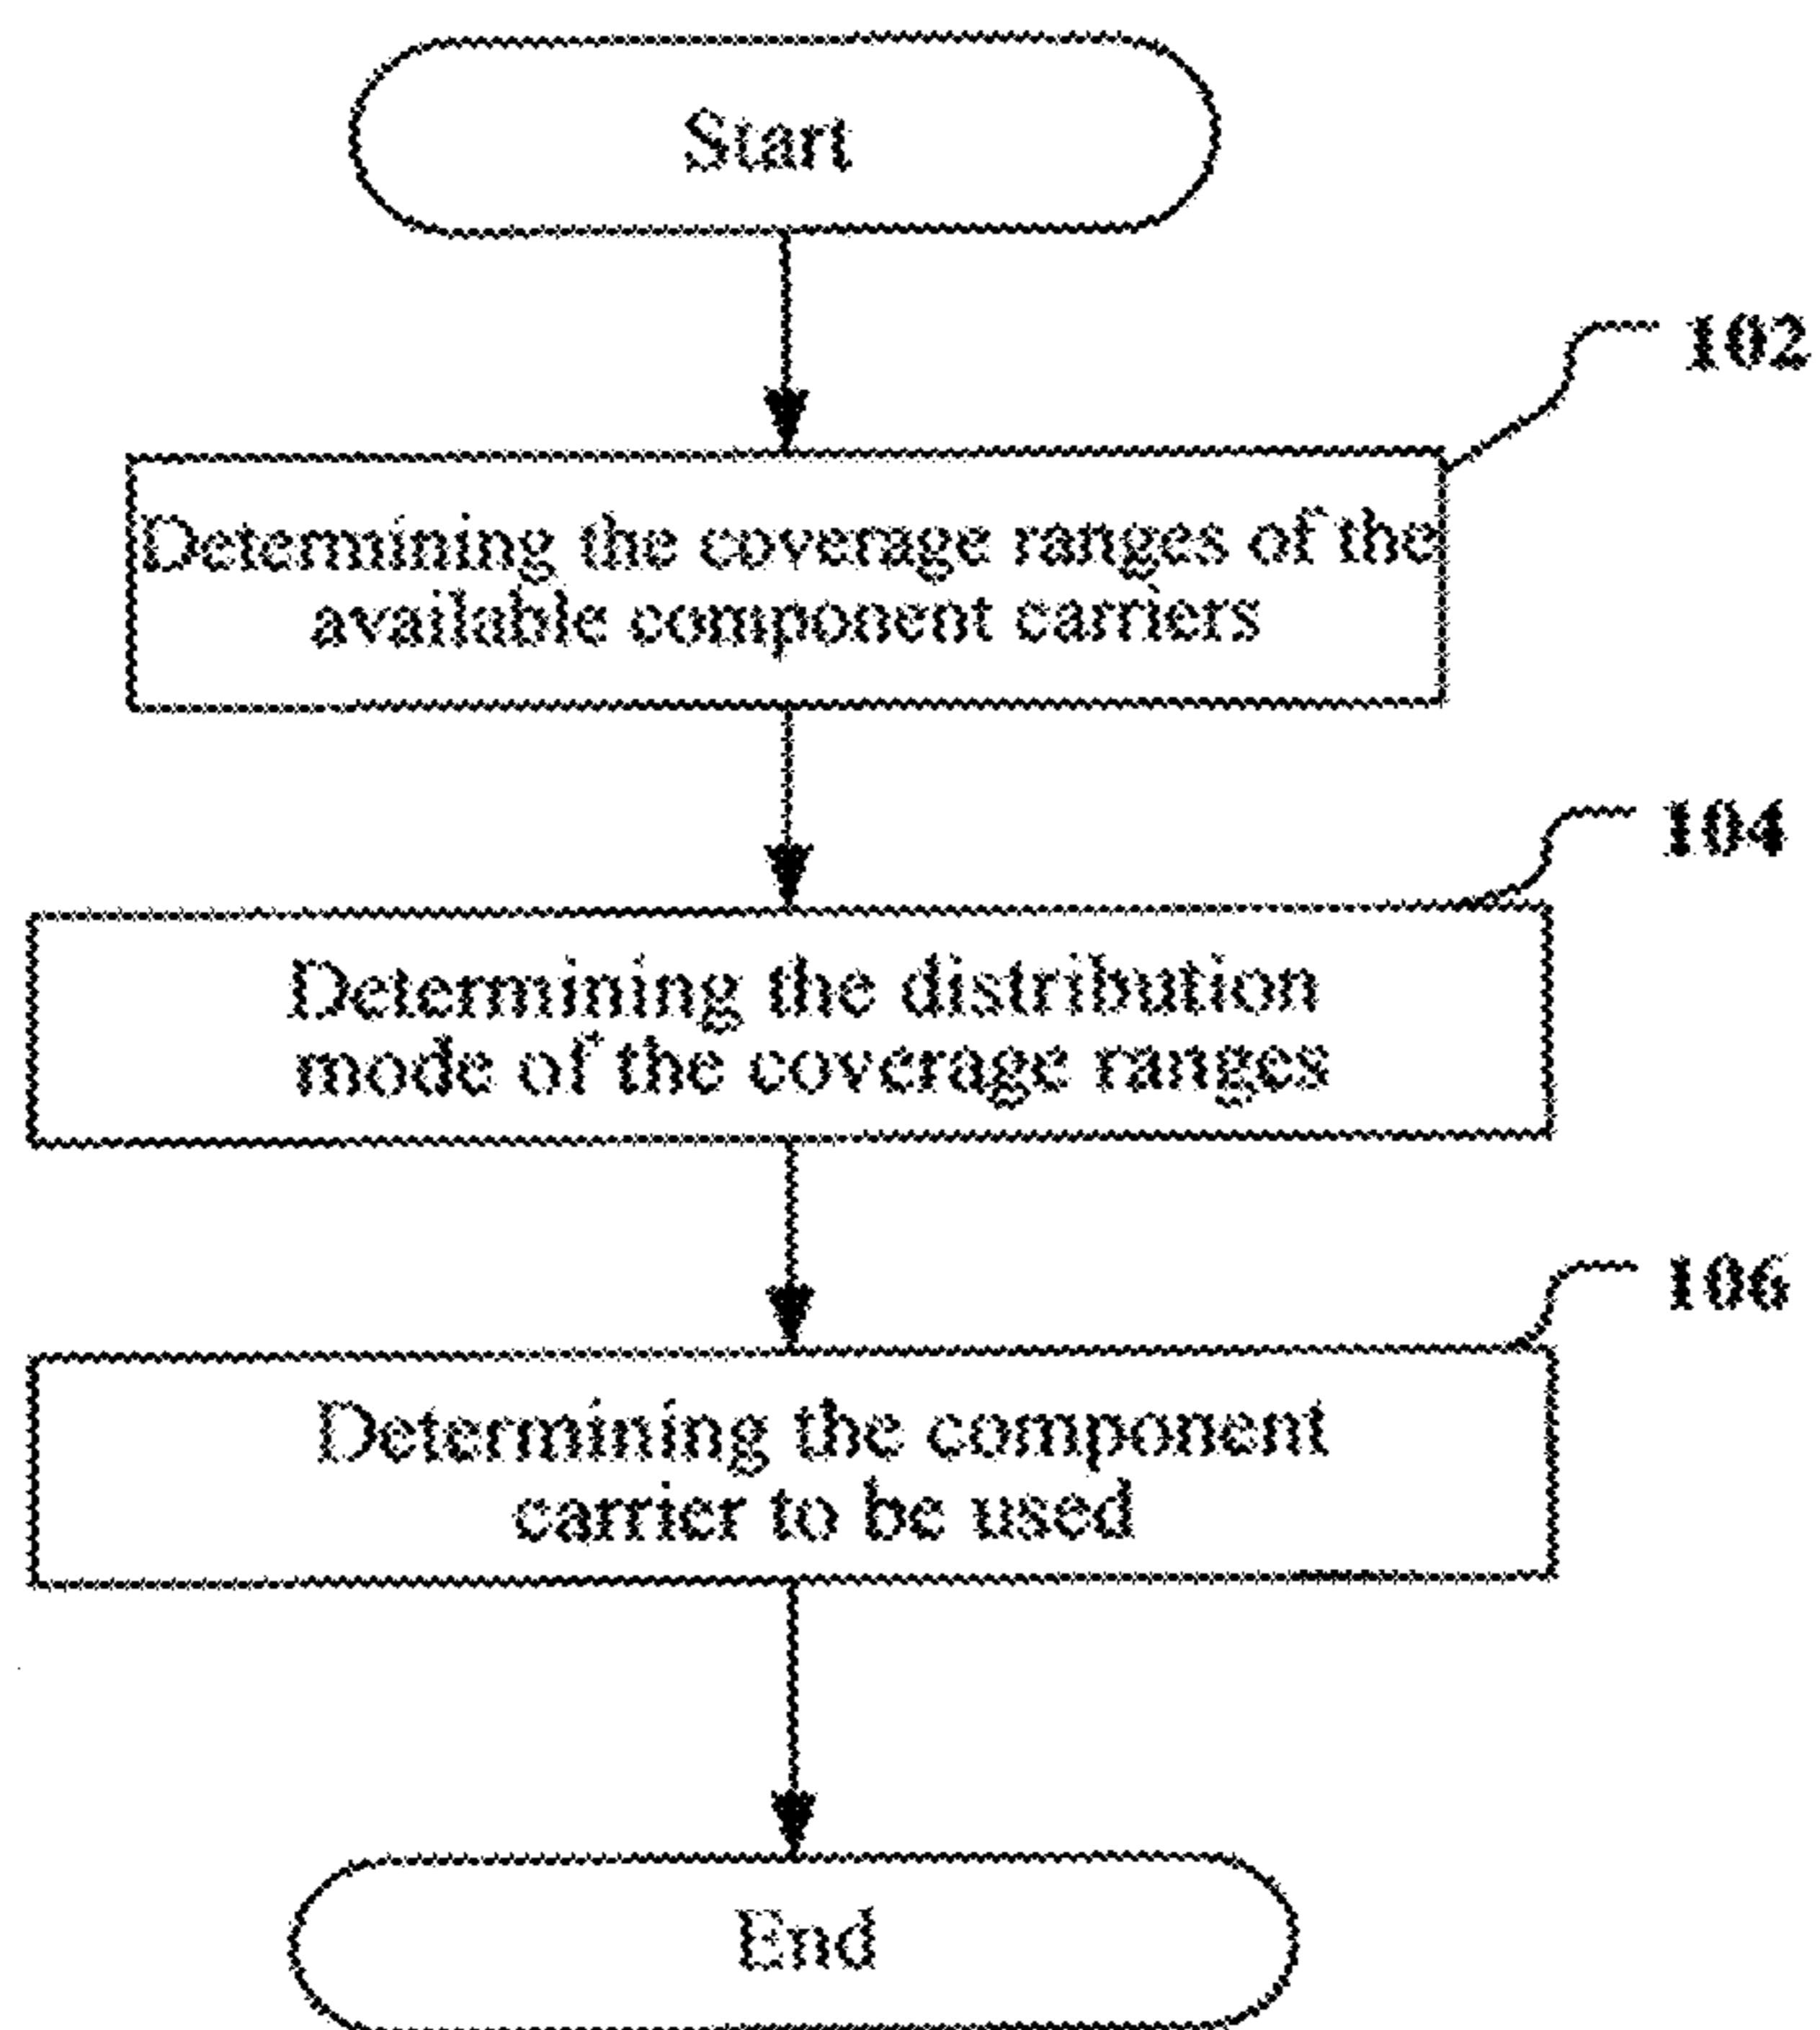 Start
102
Determining the coverage ranges of the
available component carriers
104
Determining the distribution
mode of the coverage ranges
106
Determining the component
carrier to be used
End